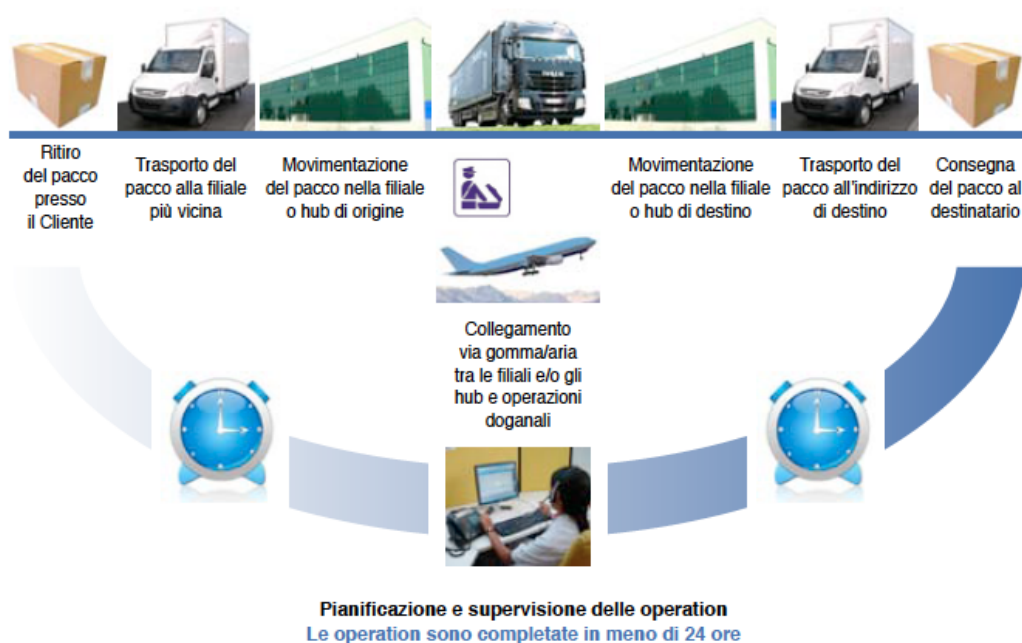 Ritiro
del pacco
presso
il Cliente
Trasporto del
pacco alla filiale
più vicina
Movimentazione
del pacco nella filiale
o hub di origine
Collegamento
via gomma/aria
tra le filiali e/o gli
hub e operazioni
doganali
Movimentazione
del pacco nella filiale
o hub di destino
Trasporto del
pacco all'indirizzo
di destino
Consegna
del pacco al
destinatario
Pianificazione e supervisione delle operation
Le operation sono completate in meno di 24 ore